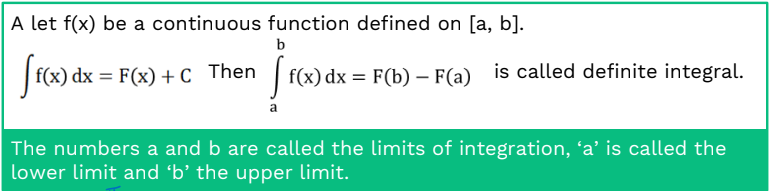 A let f(x) be a continuous function defined on [a, b].
∫ f(x) dx = F(x) + C Then ∫ₐᵇ f(x) dx = F(b) – F(a) is called definite integral.
The numbers a and b are called the limits of integration, ‘a’ is called the
lower limit and ‘b’ the upper limit.